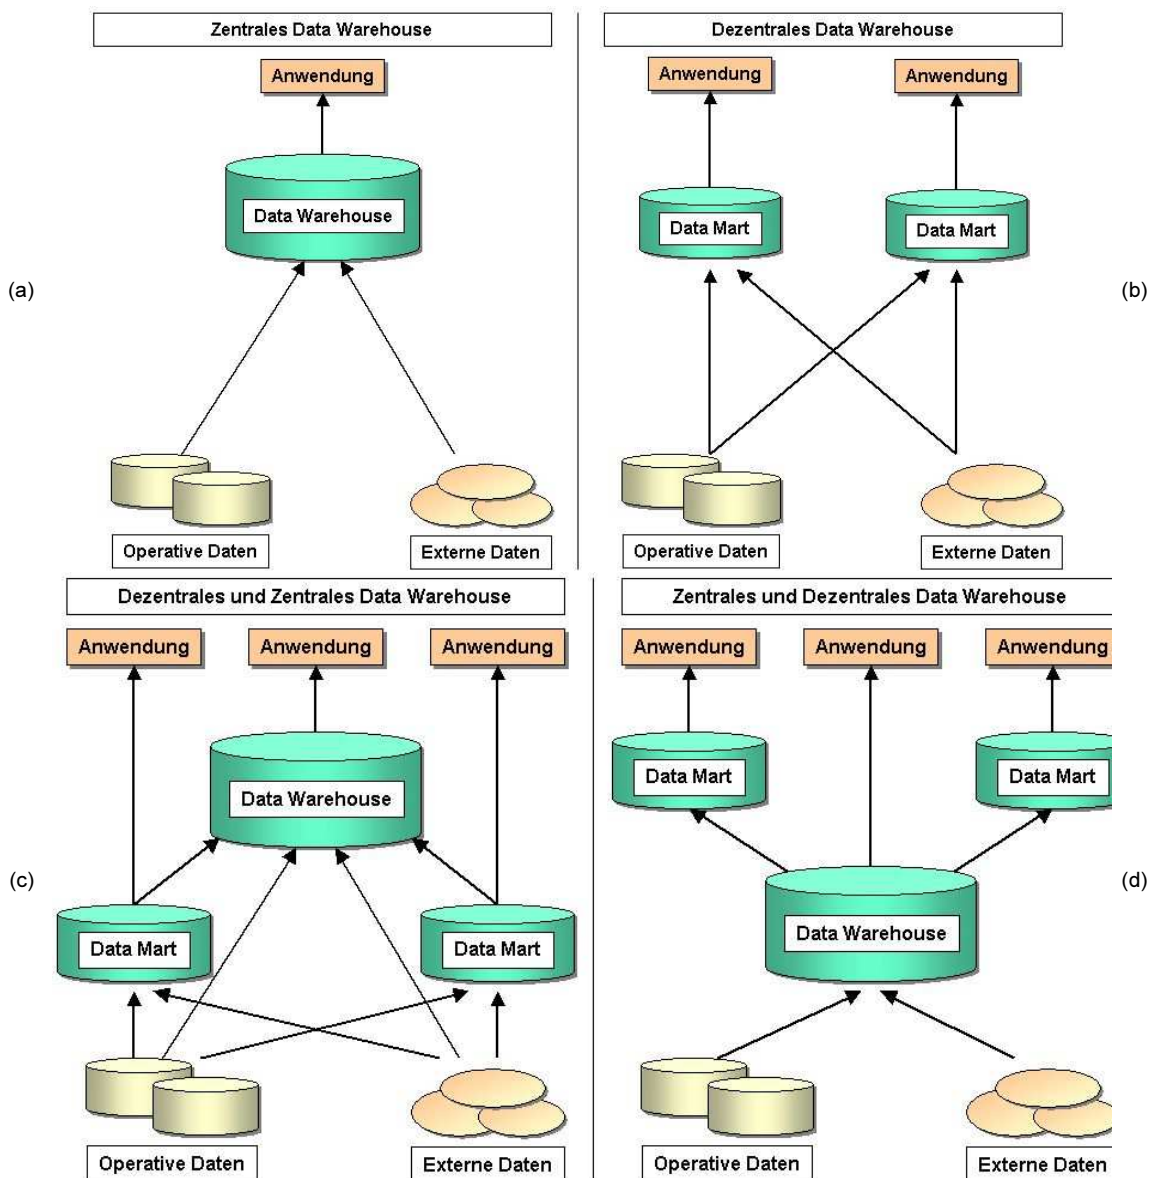 Zentrales Data Warehouse
Anwendung
Data Warehouse
(a)
Operative Daten
Externe Daten
Dezentrales Data Warehouse
Anwendung
Anwendung
Data Mart
Data Mart
(b)
Operative Daten
Externe Daten
Dezentrales und Zentrales Data Warehouse
Anwendung
Anwendung
Anwendung
Data Warehouse
(c)
Data Mart
Data Mart
Operative Daten
Externe Daten
Zentrales und Dezentrales Data Warehouse
Anwendung
Anwendung
Anwendung
Data Mart
Data Mart
(d)
Data Warehouse
Operative Daten
Externe Daten